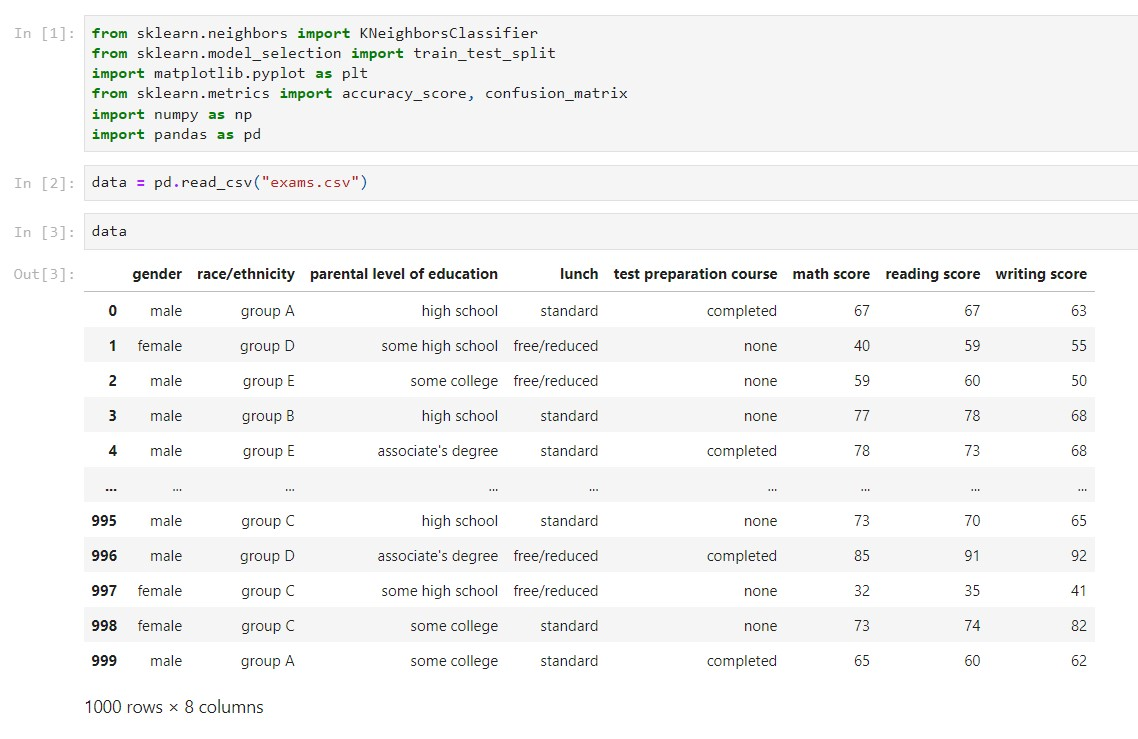 In [1]: from sklearn.neighbors import KNeighborsClassifier
from sklearn.model_selection import train_test_split
import matplotlib.pyplot as plt
from sklearn.metrics import accuracy_score, confusion_matrix
import numpy as np
import pandas as pd
In [2]: data = pd.read_csv("exams.csv")
In [3]: data
Out[3]: gender race/ethnicity parental level of education lunch test preparation course math score reading score writing score
0 male group A high school standard completed 67 67 63
1 female group D some high school free/reduced none 40 59 55
2 male group E some college free/reduced none 59 60 50
3 male group B high school standard none 77 78 68
4 male group E associate's degree standard completed 78 73 68
... ... ... ... ... ... ... ... ...
995 male group C high school standard none 73 70 65
996 male group D associate's degree free/reduced completed 85 91 92
997 female group C some high school free/reduced none 32 35 41
998 female group C some college standard none 73 74 82
999 male group A some college standard completed 65 60 62
1000 rows × 8 columns